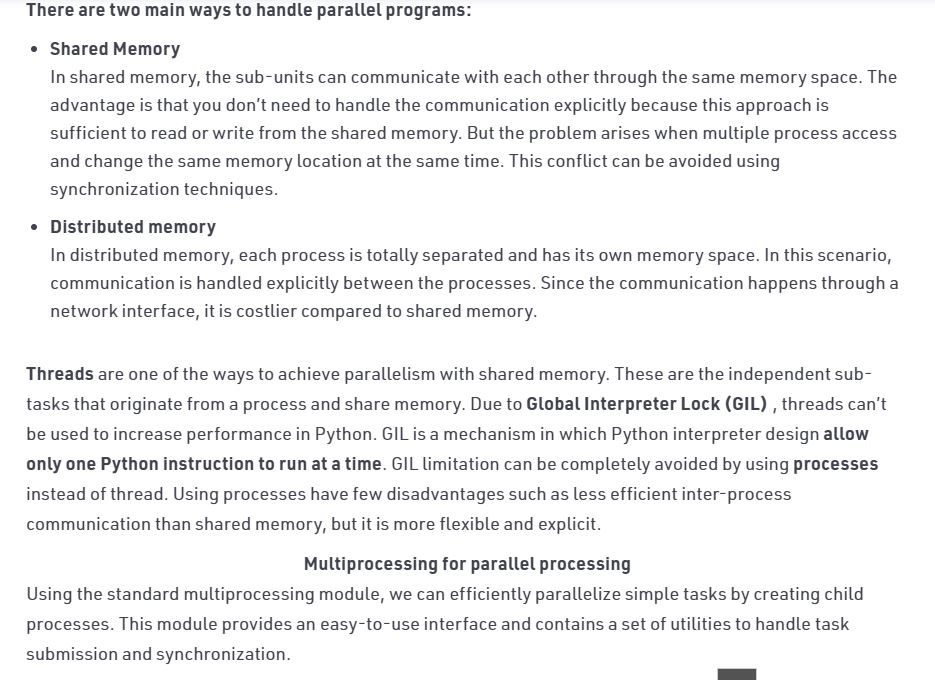 There are two main ways to handle parallel programs:
• Shared Memory
In shared memory, the sub-units can communicate with each other through the same memory space. The
advantage is that you don't need to handle the communication explicitly because this approach is
sufficient to read or write from the shared memory. But the problem arises when multiple process access
and change the same memory location at the same time. This conflict can be avoided using
synchronization techniques.
• Distributed memory
In distributed memory, each process is totally separated and has its own memory space. In this scenario,
communication is handled explicitly between the processes. Since the communication happens through a
network interface, it is costlier compared to shared memory.
Threads are one of the ways to achieve parallelism with shared memory. These are the independent sub-
tasks that originate from a process and share memory. Due to Global Interpreter Lock (GIL) , threads can't
be used to increase performance in Python. GIL is a mechanism in which Python interpreter design allow
only one Python instruction to run at a time. GIL limitation can be completely avoided by using processes
instead of thread. Using processes have few disadvantages such as less efficient inter-process
communication than shared memory, but it is more flexible and explicit.
Multiprocessing for parallel processing
Using the standard multiprocessing module, we can efficiently parallelize simple tasks by creating child
processes. This module provides an easy-to-use interface and contains a set of utilities to handle task
submission and synchronization.